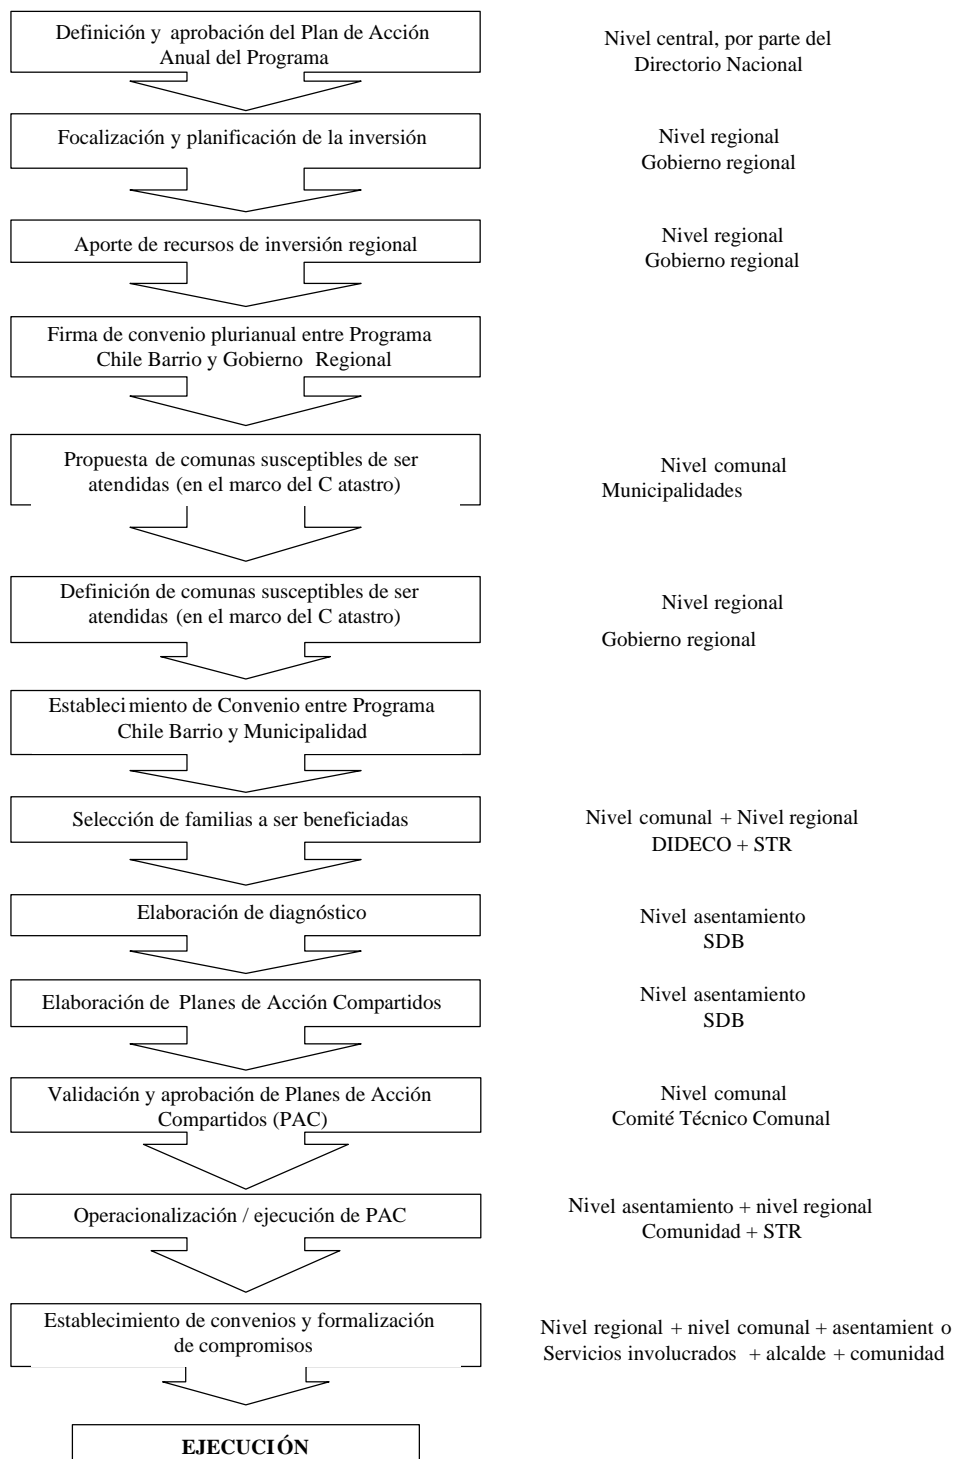 Definición y aprobación del Plan de Acción
Anual del Programa
Nivel central, por parte del
Directorio Nacional
Focalización y planificación de la inversión
Nivel regional
Gobierno regional
Aporte de recursos de inversión regional
Nivel regional
Gobierno regional
Firma de convenio plurianual entre Programa
Chile Barrio y Gobierno Regional
Propuesta de comunas susceptibles de ser
atendidas (en el marco del C atastro)
Nivel comunal
Municipalidades
Definición de comunas susceptibles de ser
atendidas (en el marco del C atastro)
Nivel regional
Gobierno regional
Establecimiento de Convenio entre Programa
Chile Barrio y Municipalidad
Selección de familias a ser beneficiadas
Nivel comunal + Nivel regional
DIDECO + STR
Elaboración de diagnóstico
Nivel asentamiento
SDB
Elaboración de Planes de Acción Compartidos
Nivel asentamiento
SDB
Validación y aprobación de Planes de Acción
Compartidos (PAC)
Nivel comunal
Comité Técnico Comunal
Operacionalización / ejecución de PAC
Nivel asentamiento + nivel regional
Comunidad + STR
Establecimiento de convenios y formalización
de compromisos
Nivel regional + nivel comunal + asentamient o
Servicios involucrados + alcalde + comunidad
EJECUCIÓN